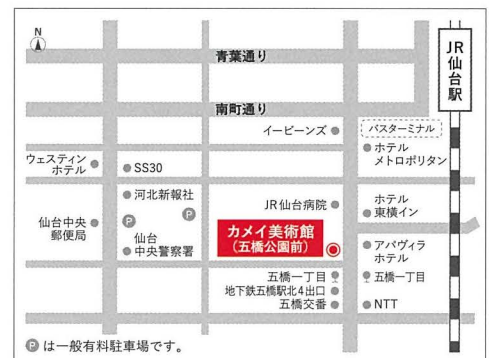 N
青葉通り
JR仙台駅
南町通り
イービーンズ
バスターミナル
ホテル
メトロポリタン
ウェスティン
ホテル
SS30
河北新報社
JR仙台病院
ホテル
東横イン
仙台中央
郵便局
P
P
仙台
中央警察署
カメイ美術館
(五橋公園前)
アパヴィラ
ホテル
五橋一丁目
地下鉄五橋駅北4出口
五橋交番
五橋一丁目
NTT
Pは一般有料駐車場です。